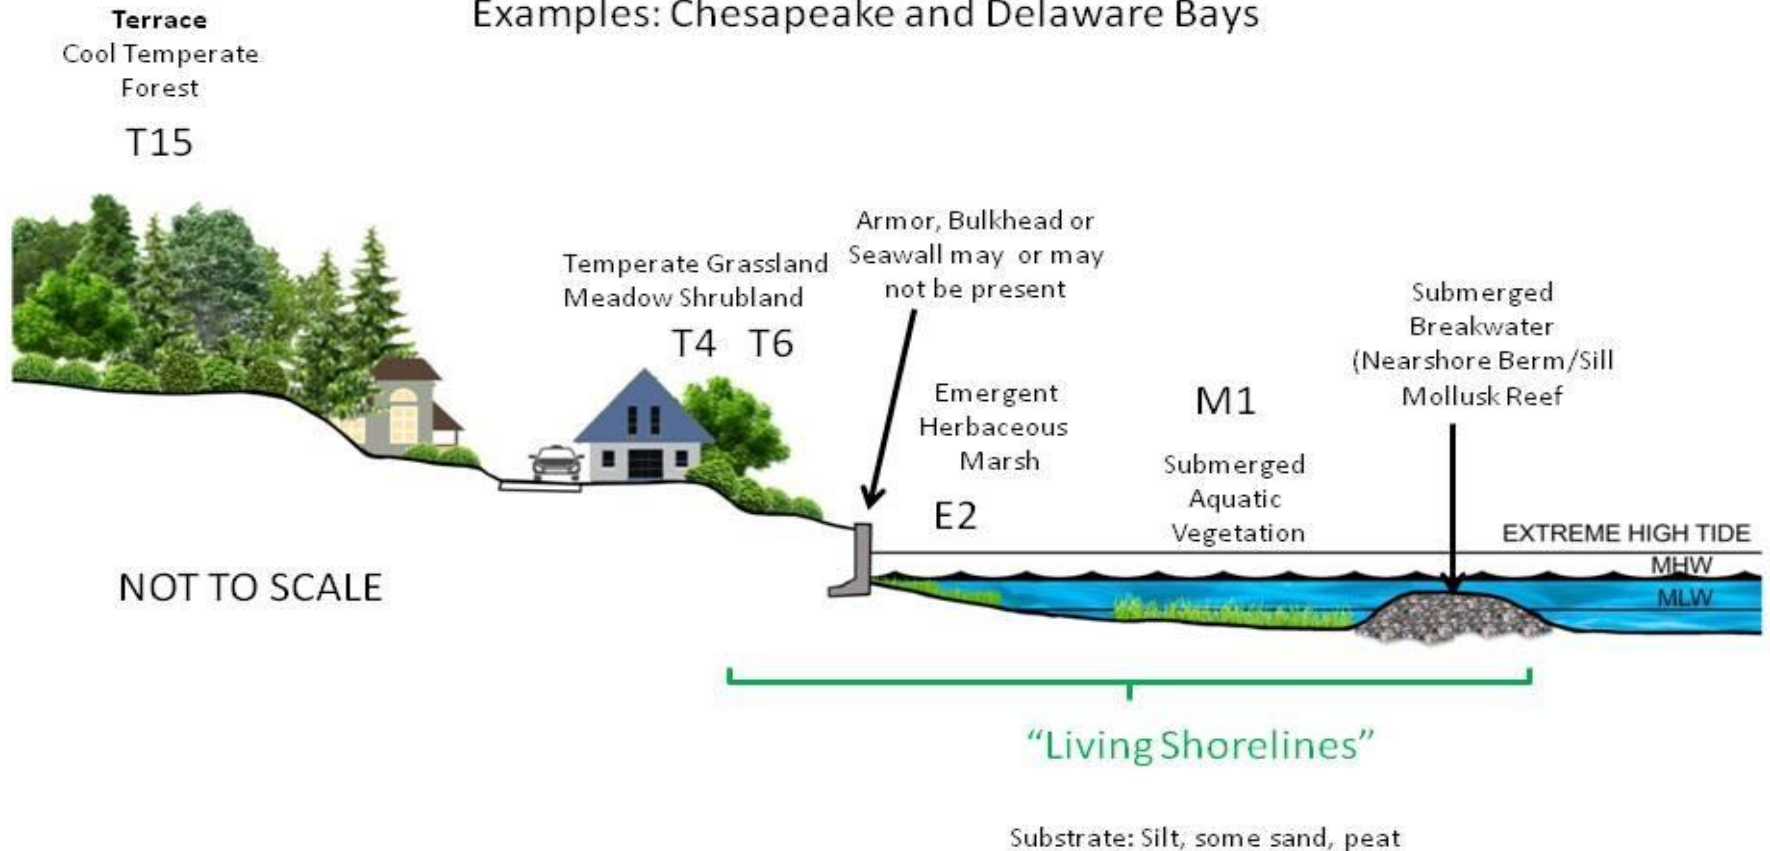 Examples: Chesapeake and Delaware Bays
Terrace
Cool Temperate
Forest
T15
Temperate Grassland
Meadow Shrubland
T4 T6
Armor, Bulkhead or
Seawall may or may
not be present
Emergent
Herbaceous
Marsh
E2
M1
Submerged
Aquatic
Vegetation
Submerged
Breakwater
(Nearshore Berm/Sill
Mollusk Reef
EXTREME HIGH TIDE
MHW
MLW
NOT TO SCALE
“Living Shorelines”
Substrate: Silt, some sand, peat